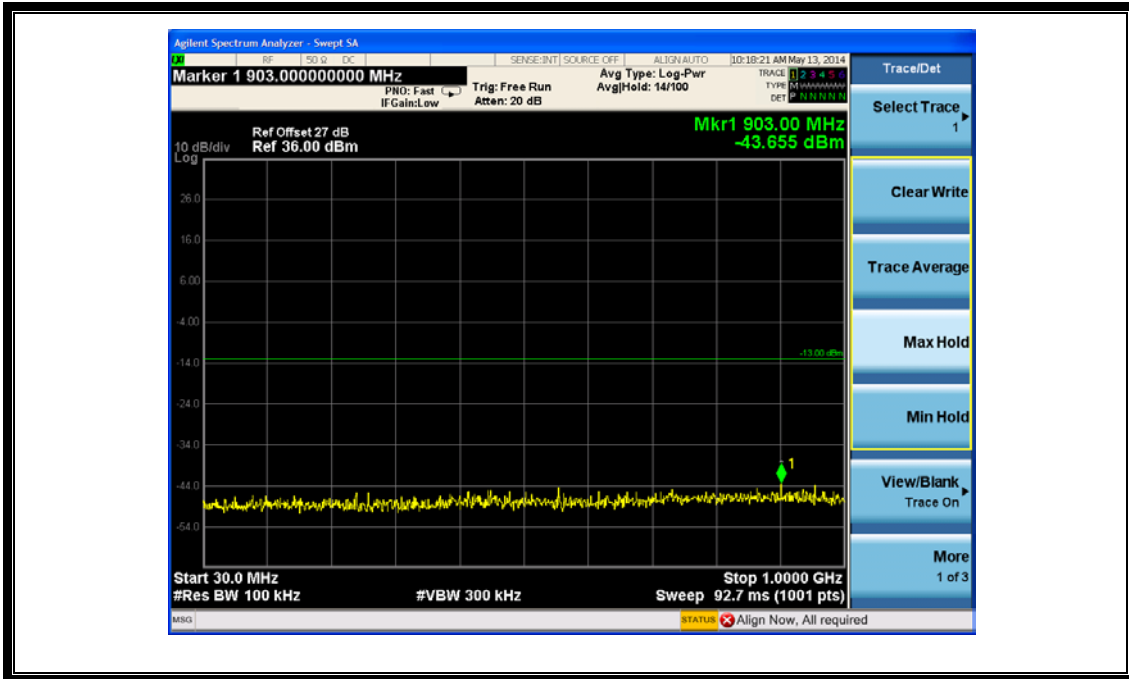 Agilent Spectrum Analyzer - Swept SA
LXI RF 50 Ω DC SENSE:INT SOURCE OFF ALIGN AUTO 10:18:21 AM May 13, 2014
Marker 1 903.000000000 MHz
PNO: Fast
IFGain:Low
Trig: Free Run
Atten: 20 dB
Avg Type: Log-Pwr
Avg|Hold: 14/100
TRACE 1 2 3 4 5 6
TYPE M
DET P N N N N N
Ref Offset 27 dB
Ref 36.00 dBm
10 dB/div
Log
Mkr1 903.00 MHz
-43.655 dBm
26.0
16.0
6.00
-4.00
-13.00 dBm
-14.0
-24.0
-34.0
1
-44.0
-54.0
Start 30.0 MHz
Stop 1.0000 GHz
#Res BW 100 kHz
#VBW 300 kHz
Sweep 92.7 ms (1001 pts)
MSG
STATUS Align Now, All required
Trace/Det
Select Trace
1
Clear Write
Trace Average
Max Hold
Min Hold
View/Blank
Trace On
More
1 of 3